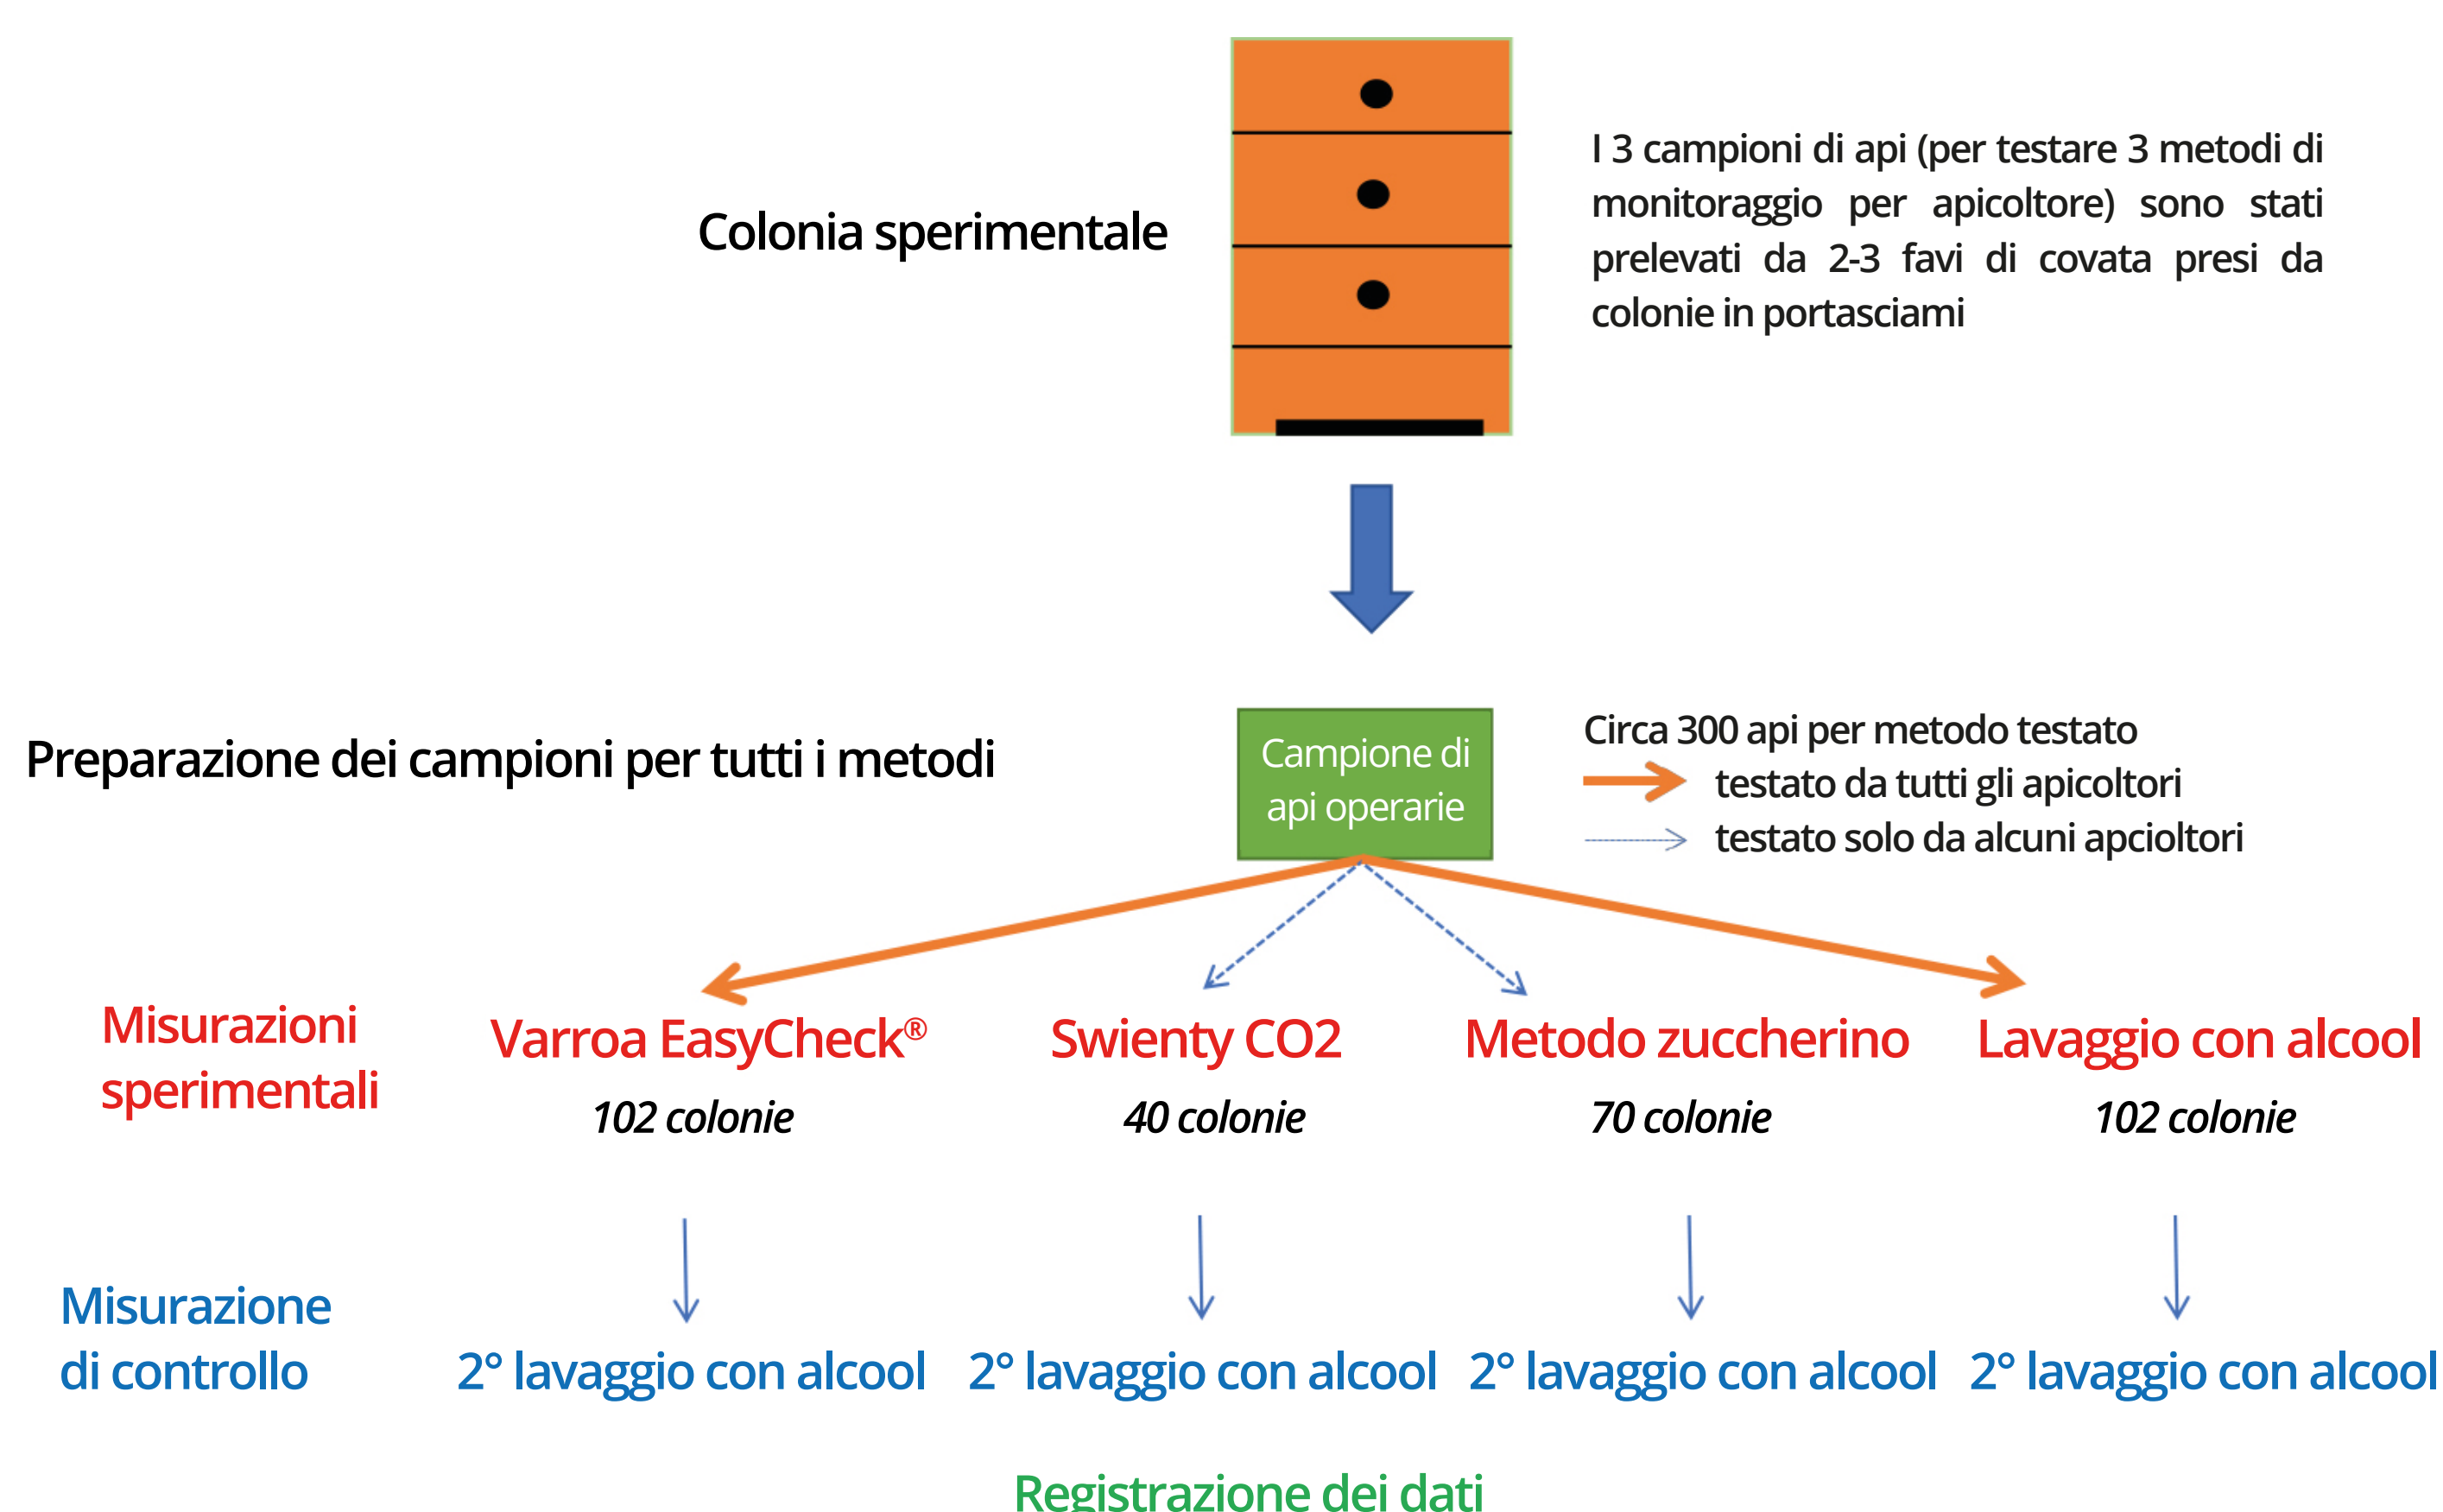 Colonia sperimentale
I 3 campioni di api (per testare 3 metodi di
monitoraggio per apicoltore) sono stati
prelevati da 2-3 favi di covata presi da
colonie in portasciami
Preparazione dei campioni per tutti i metodi
Campione di
api operarie
Circa 300 api per metodo testato
testato da tutti gli apicoltori
testato solo da alcuni apcioltori
Misurazioni
sperimentali
Varroa EasyCheck®
102 colonie
Swienty CO2
40 colonie
Metodo zuccherino
70 colonie
Lavaggio con alcool
102 colonie
Misurazione
di controllo
2° lavaggio con alcool
2° lavaggio con alcool
2° lavaggio con alcool
2° lavaggio con alcool
Registrazione dei dati